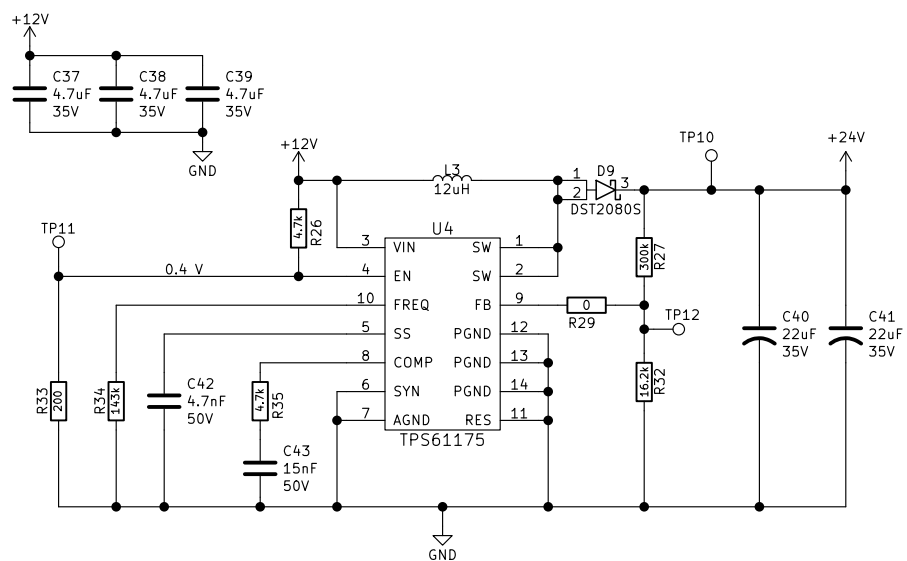 +12V
C37
4.7uF
35V
C38
4.7uF
35V
C39
4.7uF
35V
GND
+12V
L3
12uH
1
2
D9
3
DST2080S
TP10
+24V
TP11
4.7k
R26
U4
3 VIN SW 1
0.4 V
4 EN SW 2
10 FREQ FB 9
5 SS PGND 12
8 COMP PGND 13
6 SYN PGND 14
7 AGND RES 11
TPS61175
300k
R27
0
R29
TP12
16.2k
R32
C40
22uF
35V
C41
22uF
35V
R33
200
R34
143k
C42
4.7nF
50V
4.7k
R35
C43
15nF
50V
GND